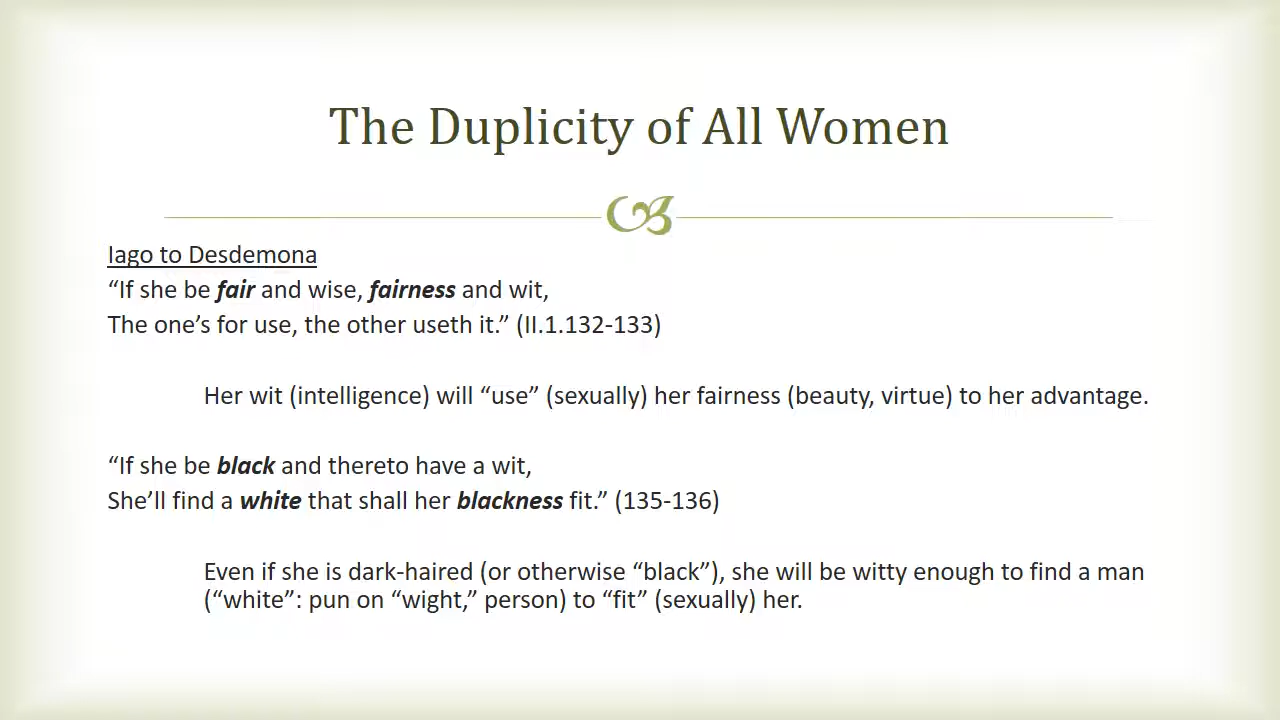 The Duplicity of All Women
Iago to Desdemona
“If she be fair and wise, fairness and wit,
The one’s for use, the other useth it.” (II.1.132-133)
Her wit (intelligence) will “use” (sexually) her fairness (beauty, virtue) to her advantage.
“If she be black and thereto have a wit,
She’ll find a white that shall her blackness fit.” (135-136)
Even if she is dark-haired (or otherwise “black”), she will be witty enough to find a man
(“white”: pun on “wight,” person) to “fit” (sexually) her.